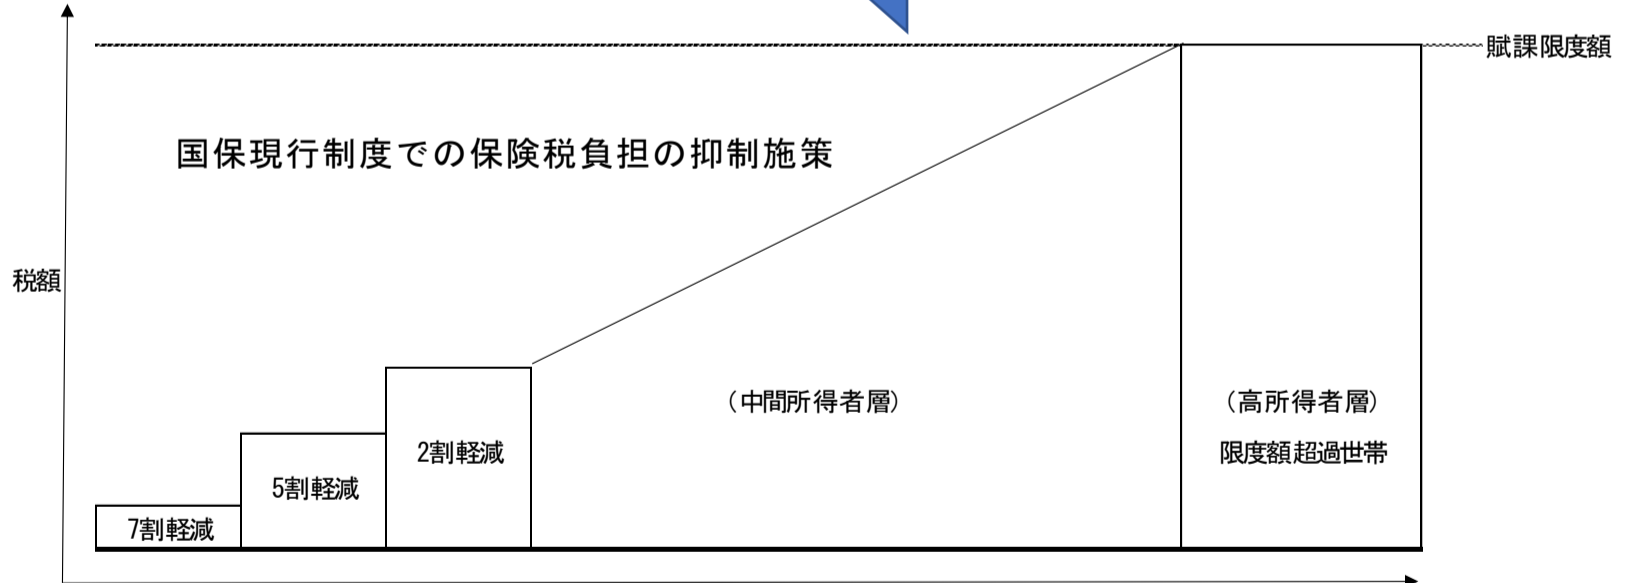 賦課限度額
国保現行制度での保険税負担の抑制施策
税額
（中間所得者層）
（高所得者層）
限度額超過世帯
2割軽減
5割軽減
7割軽減